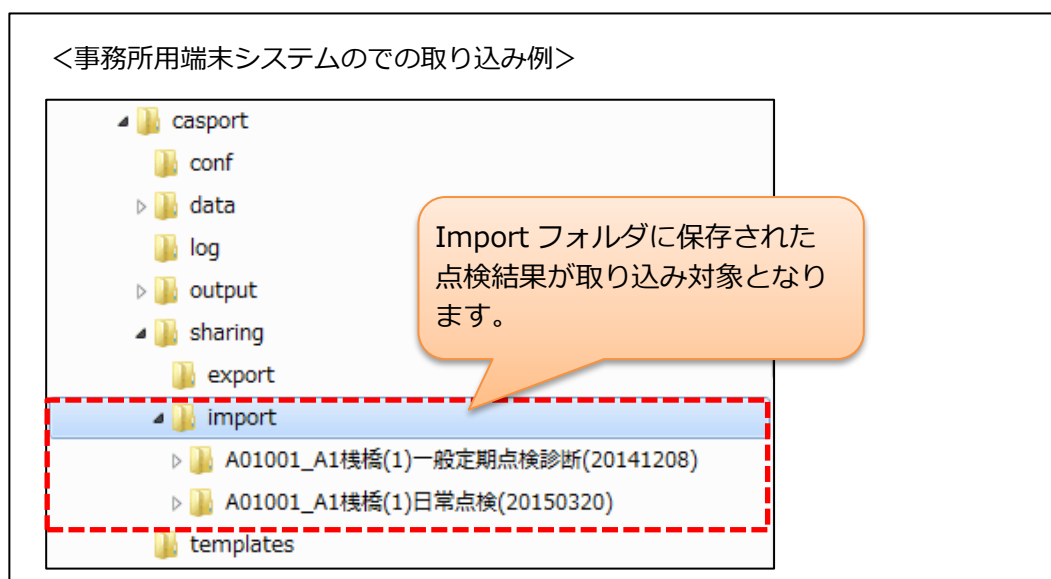 ＜事務所用端末システムのでの取り込み例＞
casport
conf
data
log
output
sharing
export
import
A01001_A1桟橋(1)一般定期点検診断(20141208)
A01001_A1桟橋(1)日常点検(20150320)
templates
Import フォルダに保存された
点検結果が取り込み対象となり
ます。